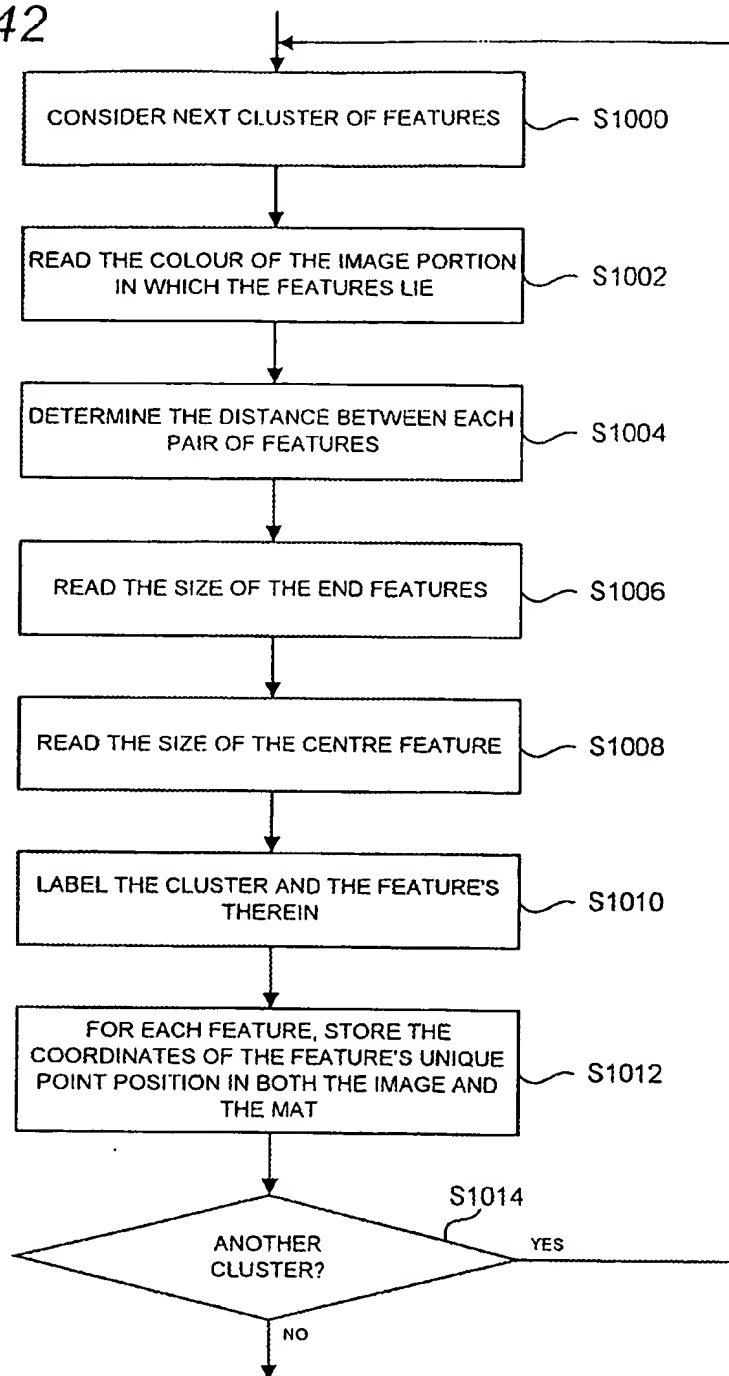 42
CONSIDER NEXT CLUSTER OF FEATURES
S1000
READ THE COLOUR OF THE IMAGE PORTION
IN WHICH THE FEATURES LIE
S1002
DETERMINE THE DISTANCE BETWEEN EACH
PAIR OF FEATURES
S1004
READ THE SIZE OF THE END FEATURES
S1006
READ THE SIZE OF THE CENTRE FEATURE
S1008
LABEL THE CLUSTER AND THE FEATURE'S
THEREIN
S1010
FOR EACH FEATURE, STORE THE
COORDINATES OF THE FEATURE'S UNIQUE
POINT POSITION IN BOTH THE IMAGE AND
THE MAT
S1012
S1014
ANOTHER
CLUSTER?
YES
NO